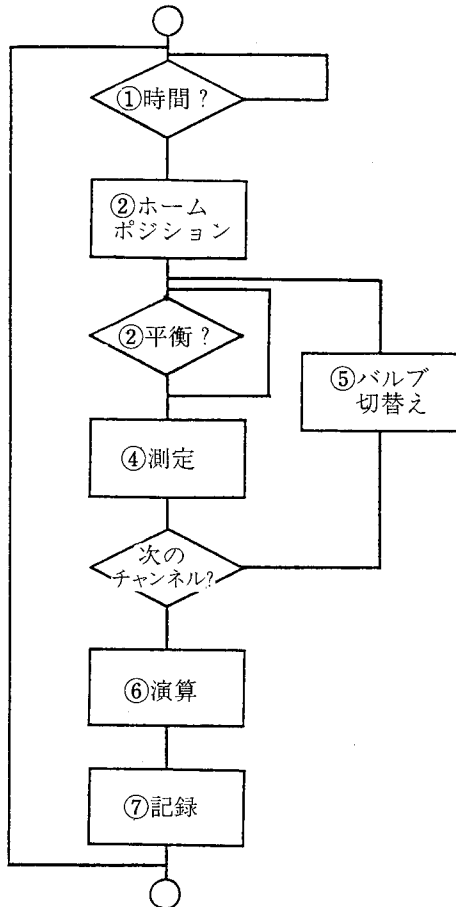 ①時間?
②ホーム
ポジション
②平衡?
⑤バルブ
切替え
④測定
次の
チャンネル?
⑥演算
⑦記録